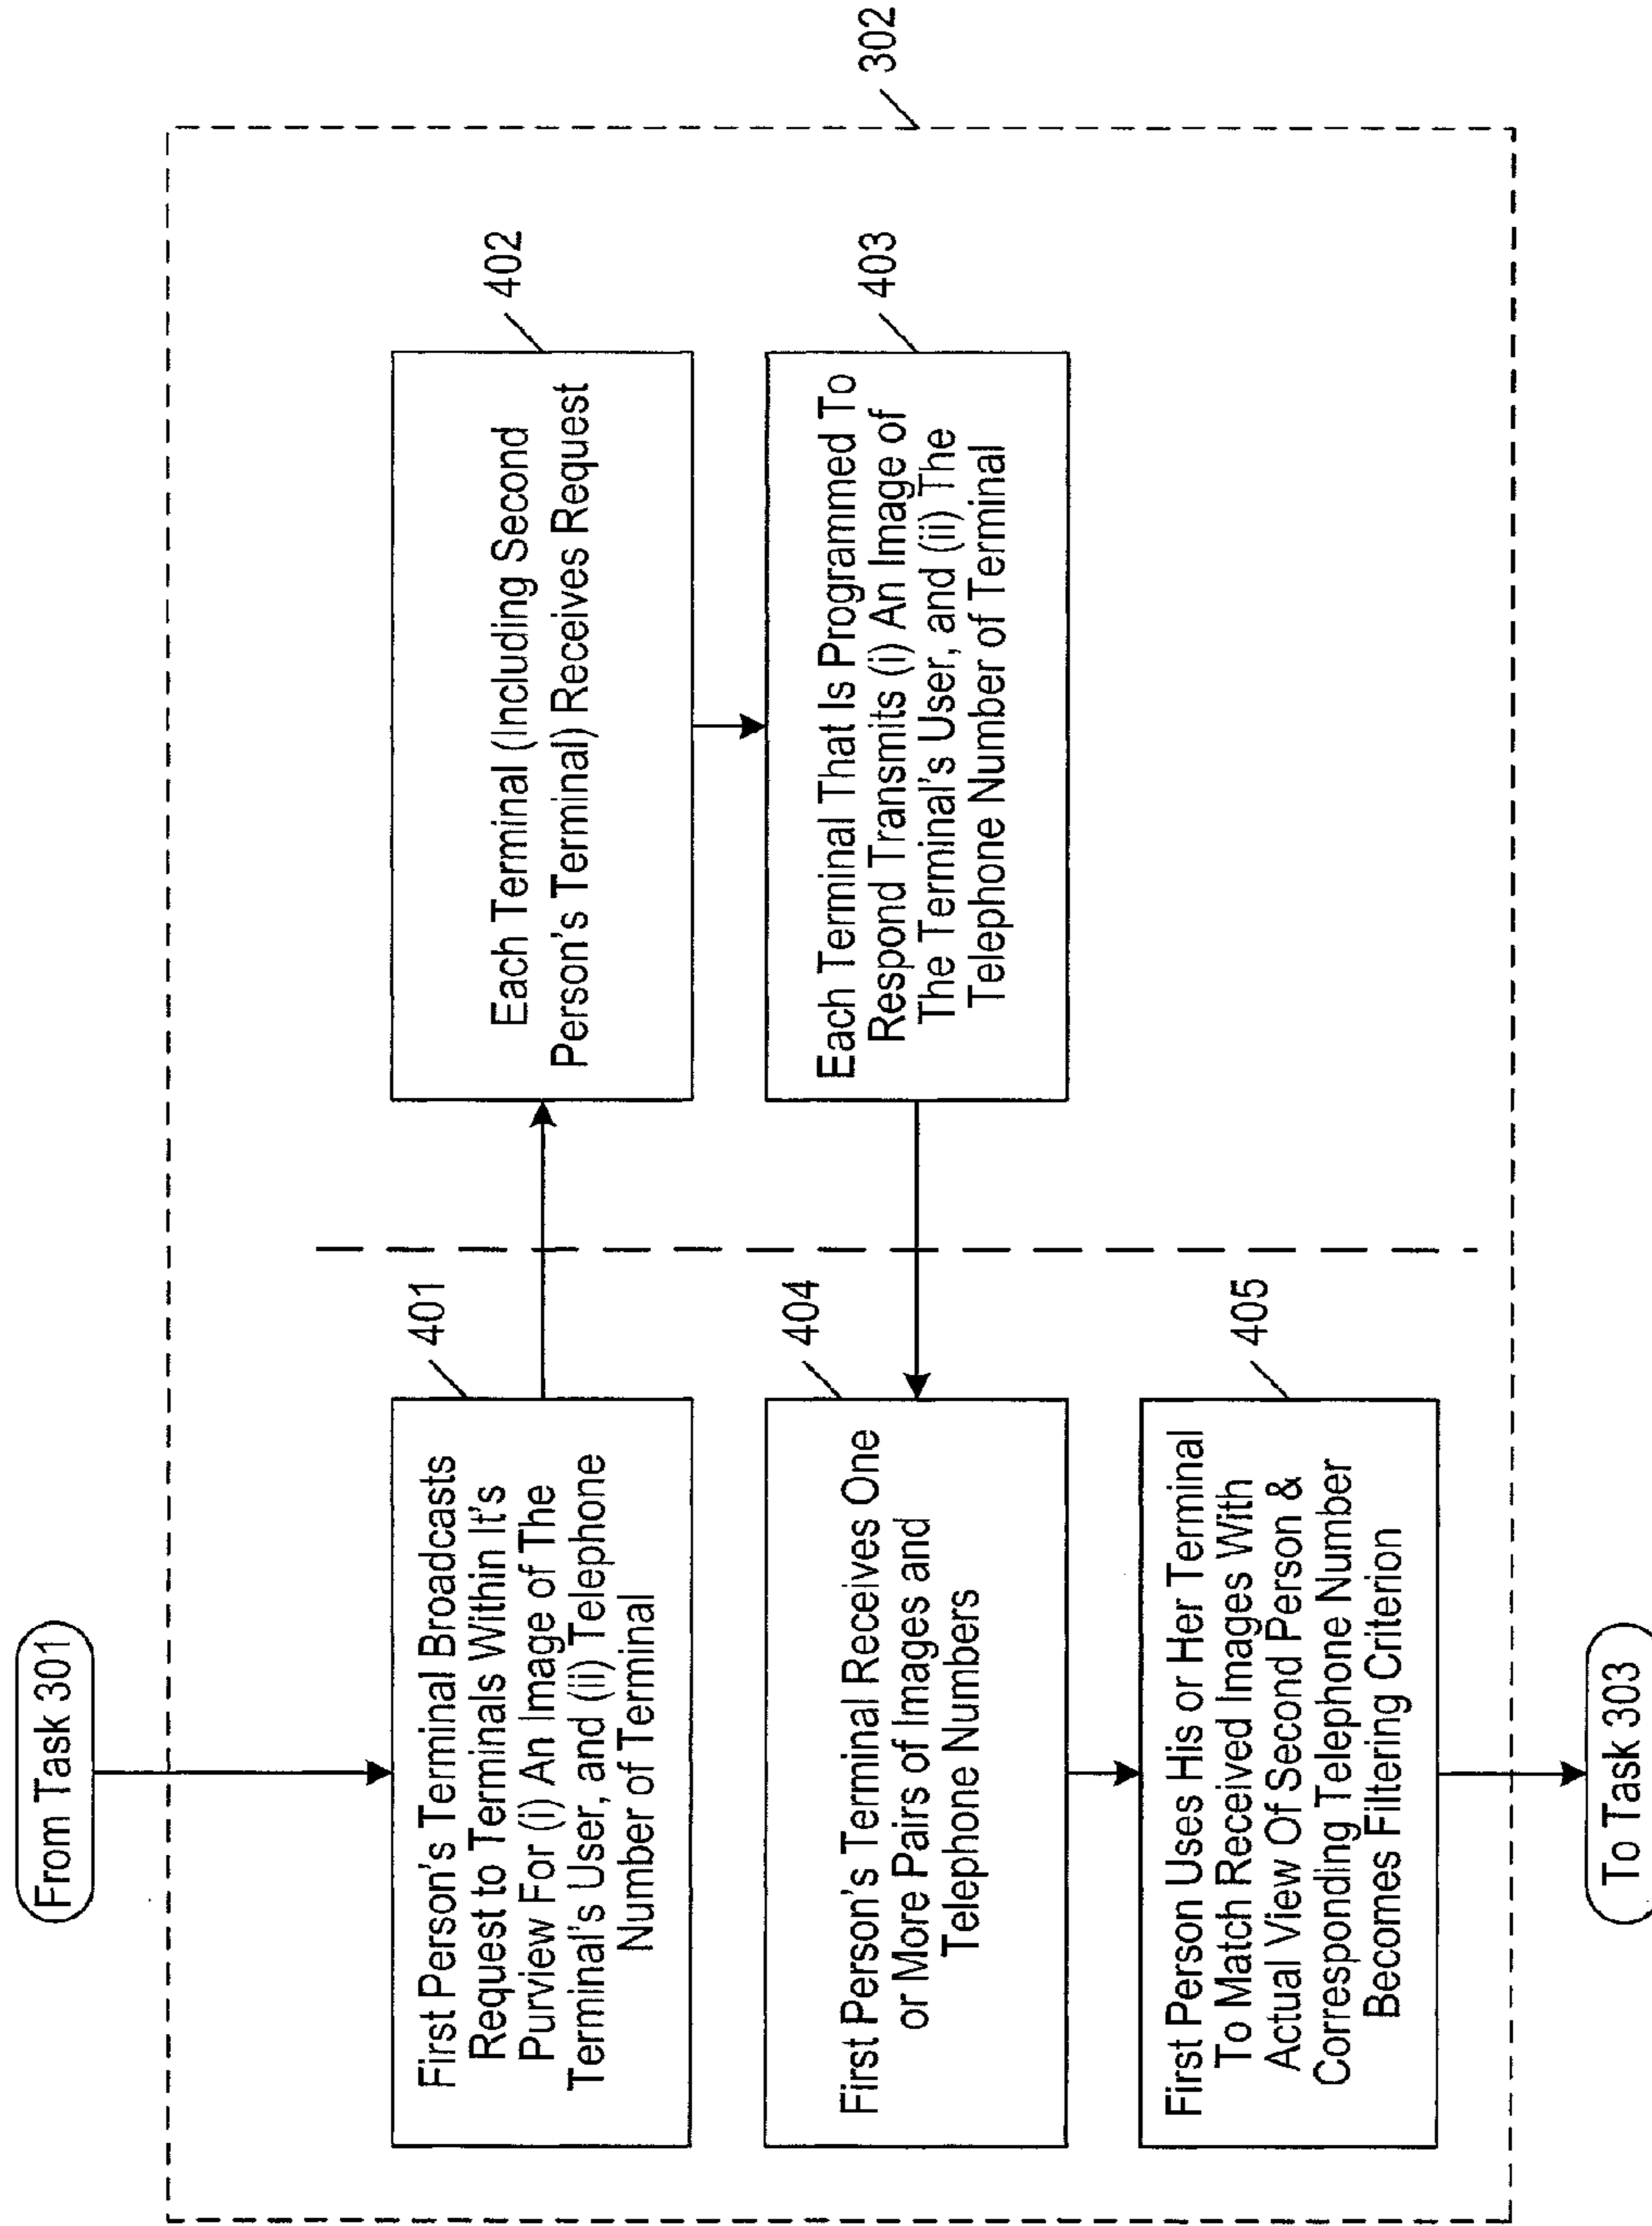 From Task 301
302
401
First Person's Terminal Broadcasts
Request to Terminals Within It's
Purview For (i) An Image of The
Terminal's User, and (ii) Telephone
Number of Terminal
402
Each Terminal (Including Second
Person's Terminal) Receives Request
403
Each Terminal That Is Programmed To
Respond Transmits (i) An Image of
The Terminal's User, and (ii) The
Telephone Number of Terminal
404
First Person's Terminal Receives One
or More Pairs of Images and
Telephone Numbers
405
First Person Uses His or Her Terminal
To Match Received Images With
Actual View Of Second Person &
Corresponding Telephone Number
Becomes Filtering Criterion
To Task 303